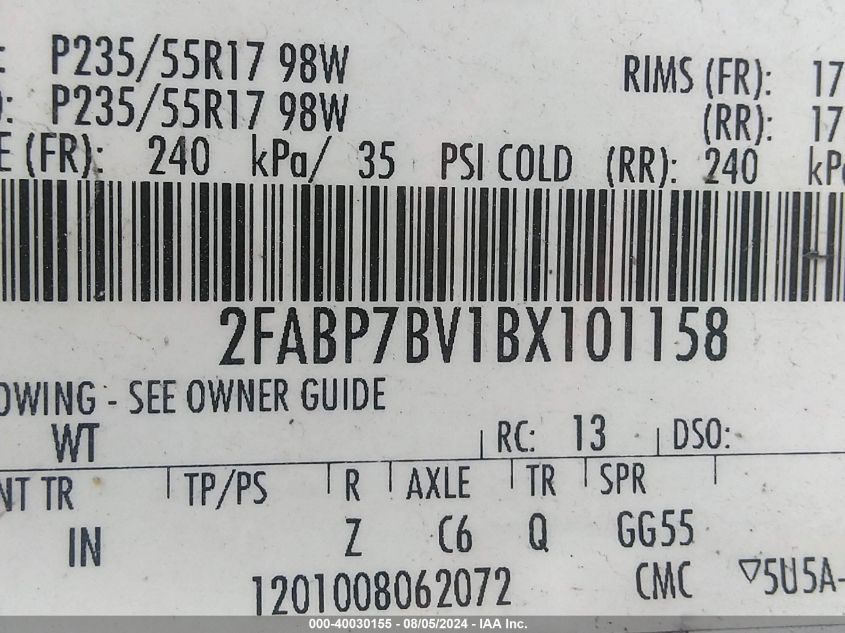 : P235/55R17 98W RIMS (FR): 17
: P235/55R17 98W (RR): 17
E (FR): 240 kPa/ 35 PSI COLD (RR): 240 kPa
2FABP7BV1BX101158
OWING - SEE OWNER GUIDE
WT RC: 13 DSO:
NT TR TP/PS R AXLE TR SPR
IN Z C6 Q GG55
1201008062072 CMC ▽5U5A-
000-40030155 - 08/05/2024 - IAA Inc.